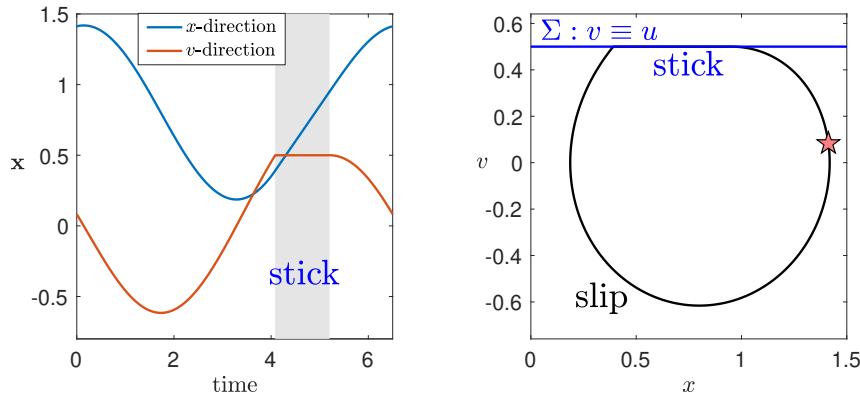 x-direction
v-direction
1.5
1
0.5
0
-0.5
x
stick
0
2
4
6
time
Σ : v ≡ u
stick
slip
0.6
0.4
0.2
0
-0.2
-0.4
-0.6
v
0
0.5
1
1.5
x